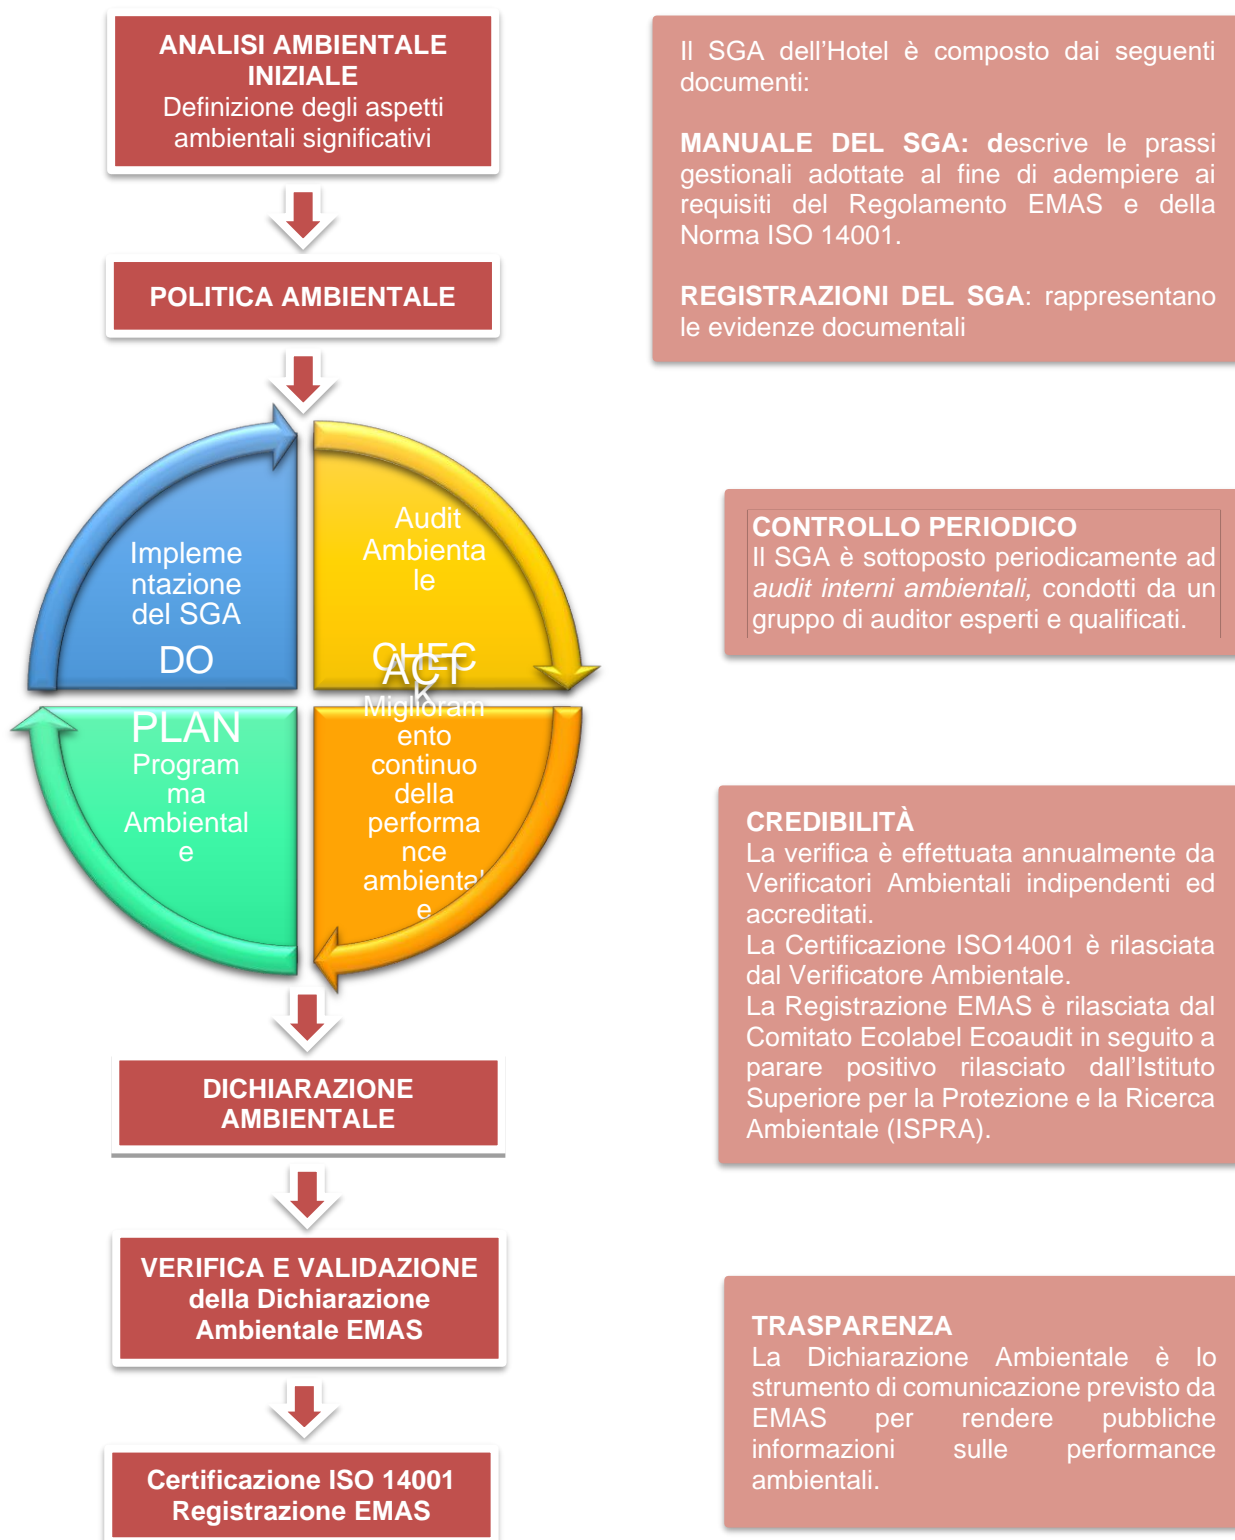 ANALISI AMBIENTALE
INIZIALE
Definizione degli aspetti
ambientali significativi
POLITICA AMBIENTALE
Impleme
ntazione
del SGA
DO
Audit
Ambienta
le
CHEC
K
PLAN
Program
ma
Ambiental
e
ACT
Miglioram
ento
continuo
della
performa
nce
ambiental
e
DICHIARAZIONE
AMBIENTALE
VERIFICA E VALIDAZIONE
della Dichiarazione
Ambientale EMAS
Certificazione ISO 14001
Registrazione EMAS
Il SGA dell’Hotel è composto dai seguenti
documenti:
MANUALE DEL SGA: descrive le prassi
gestionali adottate al fine di adempiere ai
requisiti del Regolamento EMAS e della
Norma ISO 14001.
REGISTRAZIONI DEL SGA: rappresentano
le evidenze documentali
CONTROLLO PERIODICO
Il SGA è sottoposto periodicamente ad
audit interni ambientali, condotti da un
gruppo di auditor esperti e qualificati.
CREDIBILITÀ
La verifica è effettuata annualmente da
Verificatori Ambientali indipendenti ed
accreditati.
La Certificazione ISO14001 è rilasciata
dal Verificatore Ambientale.
La Registrazione EMAS è rilasciata dal
Comitato Ecolabel Ecoaudit in seguito a
parare positivo rilasciato dall’Istituto
Superiore per la Protezione e la Ricerca
Ambientale (ISPRA).
TRASPARENZA
La Dichiarazione Ambientale è lo
strumento di comunicazione previsto da
EMAS per rendere pubbliche
informazioni sulle performance
ambientali.